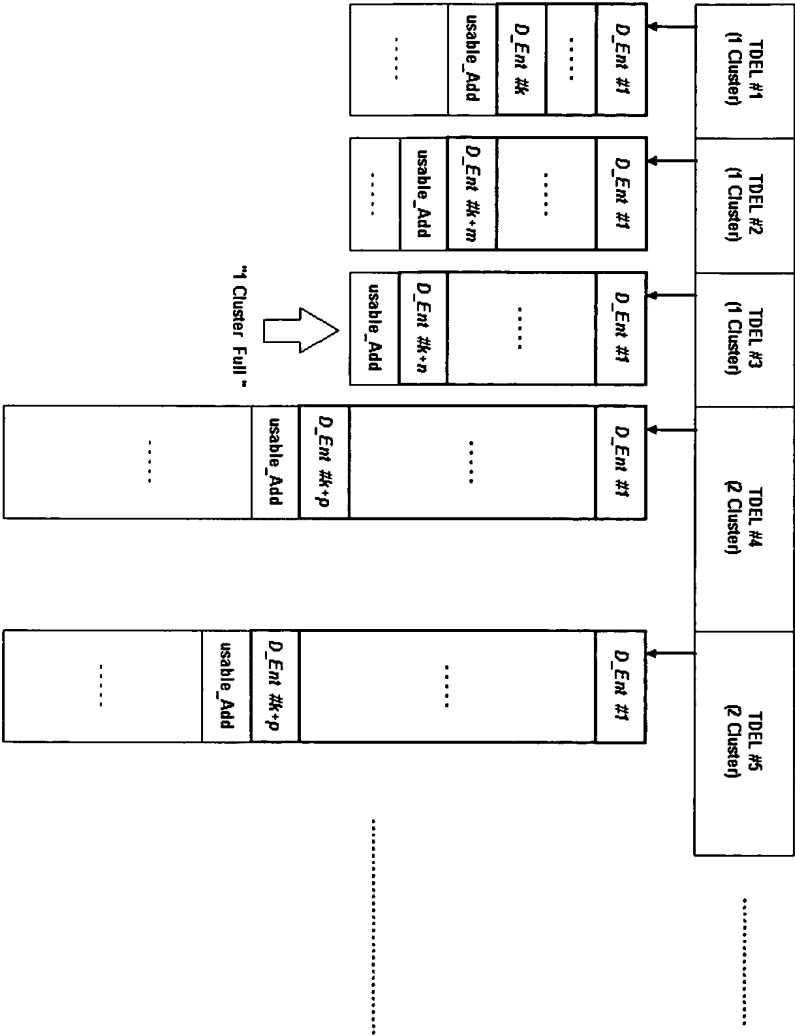 TDEL #1
(1 Cluster)
TDEL #2
(1 Cluster)
TDEL #3
(1 Cluster)
TDEL #4
(2 Cluster)
TDEL #5
(2 Cluster)
D_Ent #1
D_Ent #k
usable_Add
D_Ent #1
D_Ent #k+m
usable_Add
D_Ent #1
D_Ent #k+n
usable_Add
"1 Cluster Full "
D_Ent #1
D_Ent #k+p
usable_Add
D_Ent #1
D_Ent #k+p
usable_Add